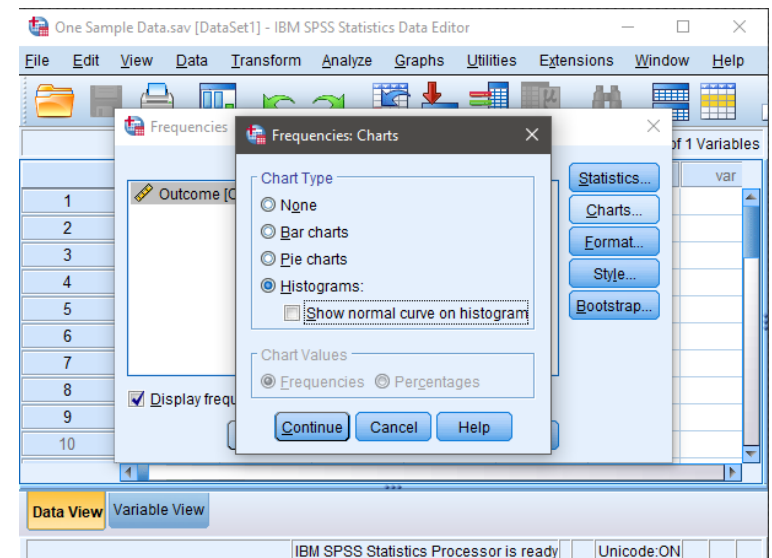 One Sample Data.sav [DataSet1] - IBM SPSS Statistics Data Editor
File Edit View Data Transform Analyze Graphs Utilities Extensions Window Help
Frequencies
Frequencies: Charts
of 1 Variables
var
Outcome [O
Chart Type
None
Bar charts
Pie charts
Histograms:
Show normal curve on histogram
Chart Values
Frequencies Percentages
Continue Cancel Help
Statistics...
Charts...
Format...
Style...
Bootstrap...
1
2
3
4
5
6
7
8
9
10
Display frequ
Data View Variable View
IBM SPSS Statistics Processor is ready Unicode:ON